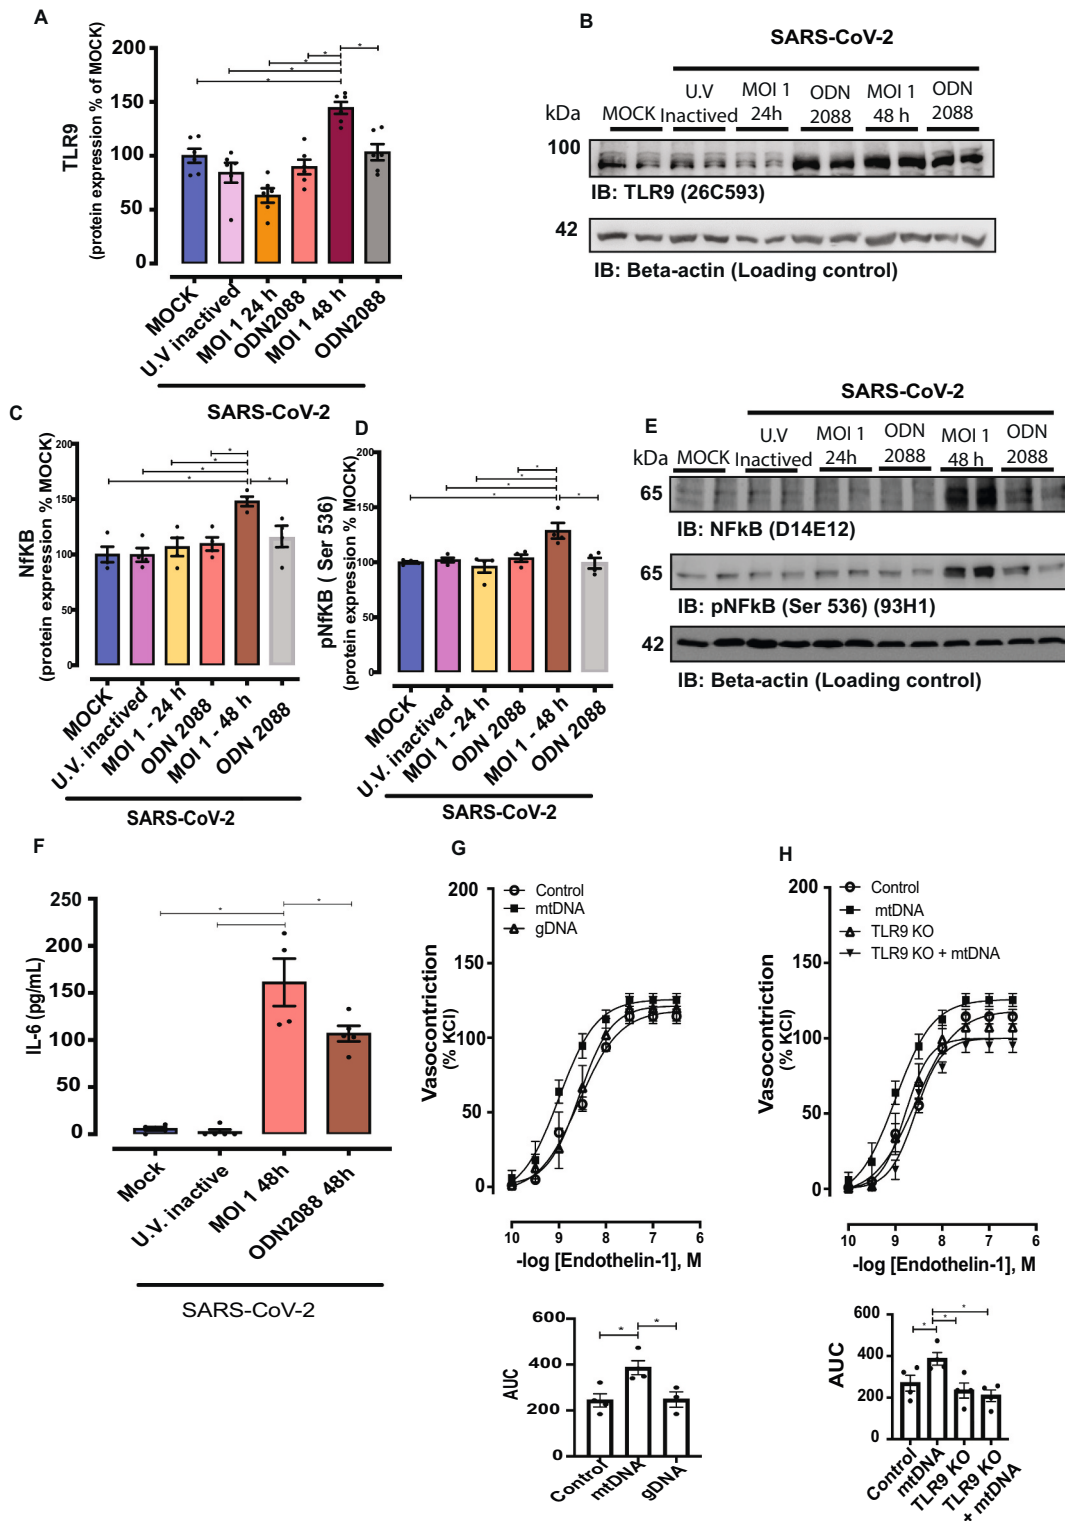 A
200
150
100
50
0
TLR9
(protein expression % of MOCK)
* * * * *
MOCK
U.V inactived
MOI 1 24 h
ODN2088
MOI 1 48 h
ODN2088
SARS-CoV-2
B
SARS-CoV-2
kDa
MOCK
U.V
Inactived
MOI 1
24h
ODN
2088
MOI 1
48 h
ODN
2088
100
IB: TLR9 (26C593)
42
IB: Beta-actin (Loading control)
C
200
150
100
50
0
NfKB
(protein expression % MOCK)
* * * * *
MOCK
U.V. inactived
MOI 1 - 24 h
ODN 2088
MOI 1 - 48 h
ODN 2088
SARS-CoV-2
D
200
150
100
50
0
pNfKB ( Ser 536)
(protein expression % MOCK)
* * * * *
MOCK
U.V. inactived
MOI 1 - 24 h
ODN 2088
MOI 1 - 48 h
ODN 2088
SARS-CoV-2
E
SARS-CoV-2
kDa
MOCK
U.V
Inactived
MOI 1
24h
ODN
2088
MOI 1
48 h
ODN
2088
65
IB: NFkB (D14E12)
65
IB: pNFkB (Ser 536) (93H1)
42
IB: Beta-actin (Loading control)
F
250
200
150
100
50
0
IL-6 (pg/mL)
* * *
Mock
U.V. inactive
MOI 1 48h
ODN2088 48h
SARS-CoV-2
G
Control
mtDNA
gDNA
200
150
100
50
0
Vasocontriction
(% KCl)
10 9 8 7 6
-log [Endothelin-1], M
600
400
200
0
AUC
* *
Control
mtDNA
gDNA
H
Control
mtDNA
TLR9 KO
TLR9 KO + mtDNA
200
150
100
50
0
Vasocontriction
(% KCl)
10 9 8 7 6
-log [Endothelin-1], M
600
400
200
0
AUC
* * *
Control
mtDNA
TLR9 KO
TLR9 KO
+ mtDNA